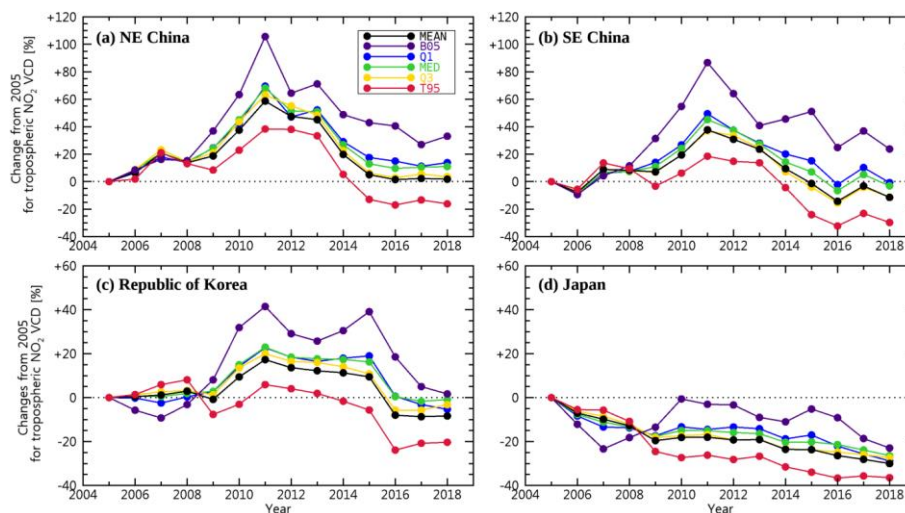 (a) NE China
MEAN
B05
Q1
MED
Q3
T95
+120
+100
+80
+60
+40
+20
0
-20
-40
Change from 2005
for tropospheric NO₂ VCD [%]
2004 2006 2008 2010 2012 2014 2016 2018
(b) SE China
+120
+100
+80
+60
+40
+20
0
-20
-40
2004 2006 2008 2010 2012 2014 2016 2018
(c) Republic of Korea
+60
+40
+20
0
-20
-40
Changes from 2005
for tropospheric NO₂ VCD [%]
2004 2006 2008 2010 2012 2014 2016 2018
Year
(d) Japan
+60
+40
+20
0
-20
-40
2004 2006 2008 2010 2012 2014 2016 2018
Year